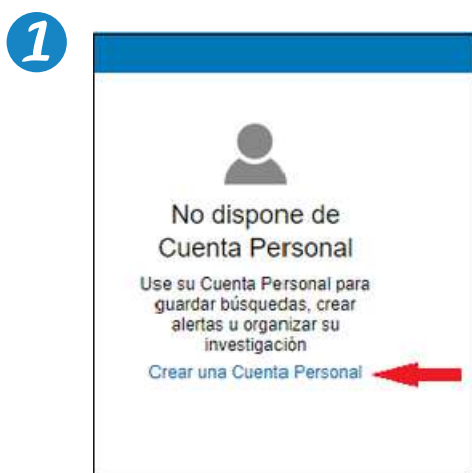 1
No dispone de
Cuenta Personal
Use su Cuenta Personal para
guardar búsquedas, crear
alertas u organizar su
investigación
Crear una Cuenta Personal